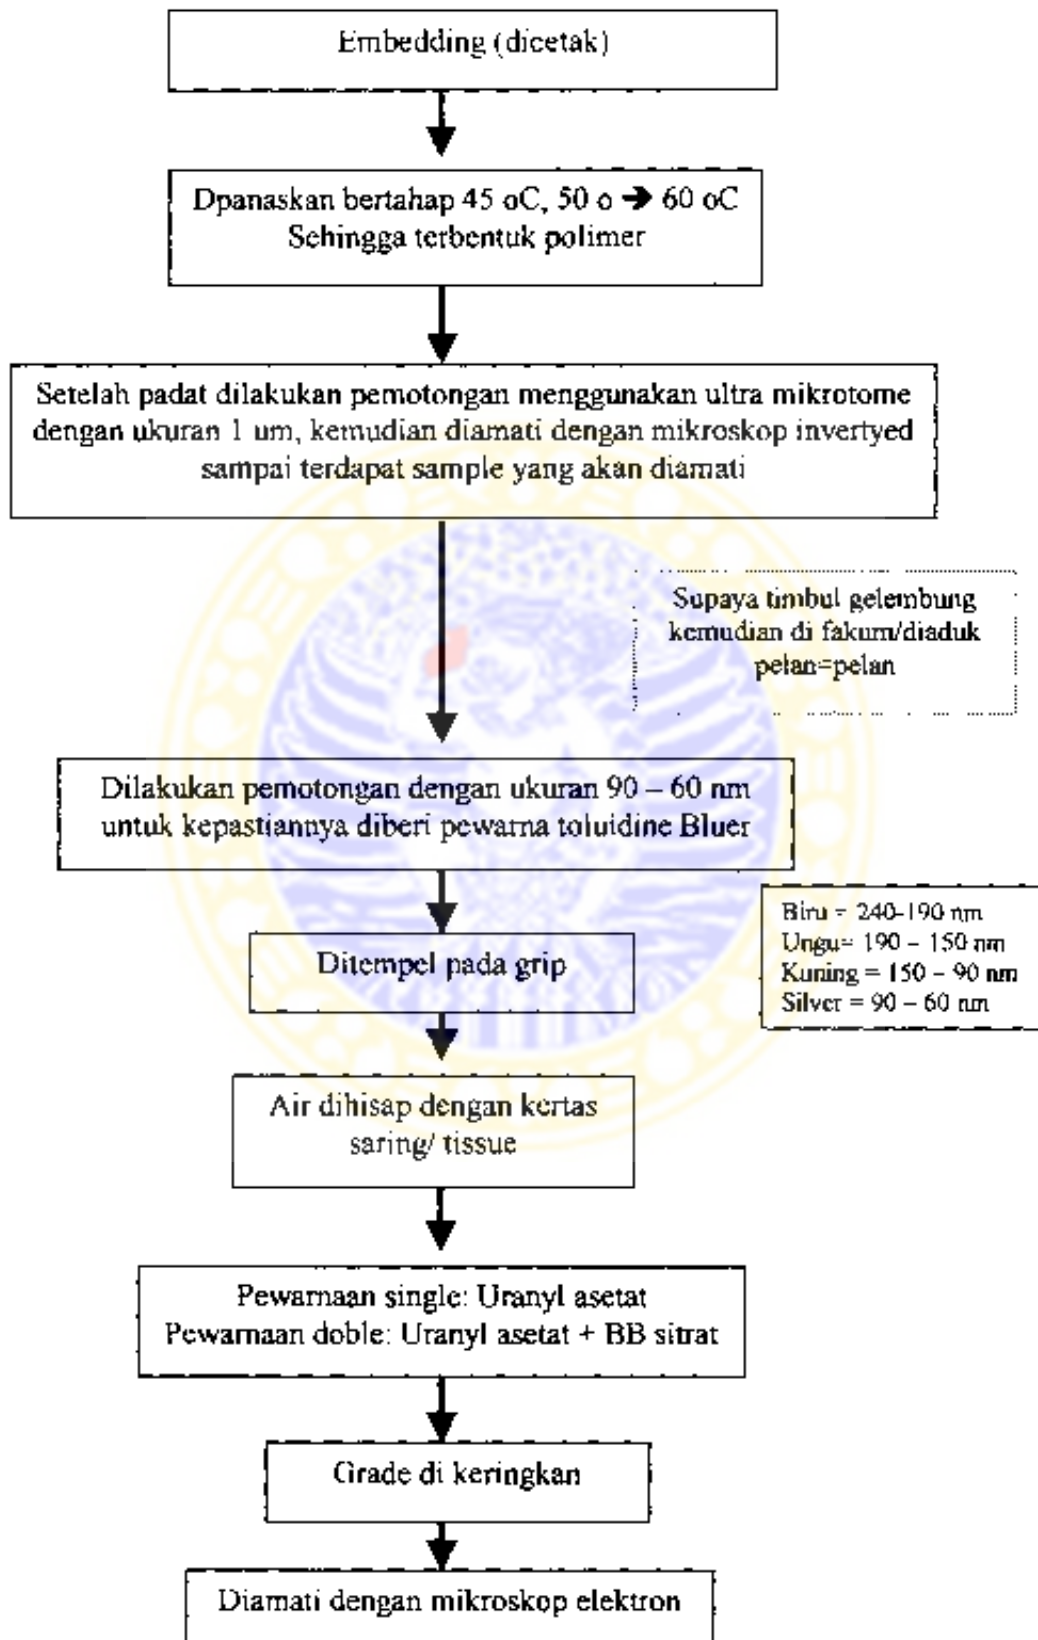 Embedding (dicetak)
Dpanaskan bertahap 45 oC, 50 o ➔ 60 oC
Sehingga terbentuk polimer
Setelah padat dilakukan pemotongan menggunakan ultra mikrotome
dengan ukuran 1 um, kemudian diamati dengan mikroskop invertyed
sampai terdapat sample yang akan diamati
Supaya timbul gelembung
kemudian di fakum/diaduk
pelan=pelan
Dilakukan pemotongan dengan ukuran 90 – 60 nm
untuk kepastiannya diberi pewarna toluidine Bluer
Biru = 240-190 nm
Ungu= 190 – 150 nm
Kuning = 150 – 90 nm
Silver = 90 – 60 nm
Ditempel pada grip
Air dihisap dengan kertas
saring/ tissue
Pewarnaan single: Uranyl asetat
Pewarnaan doble: Uranyl asetat + BB sitrat
Grade di keringkan
Diamati dengan mikroskop elektron